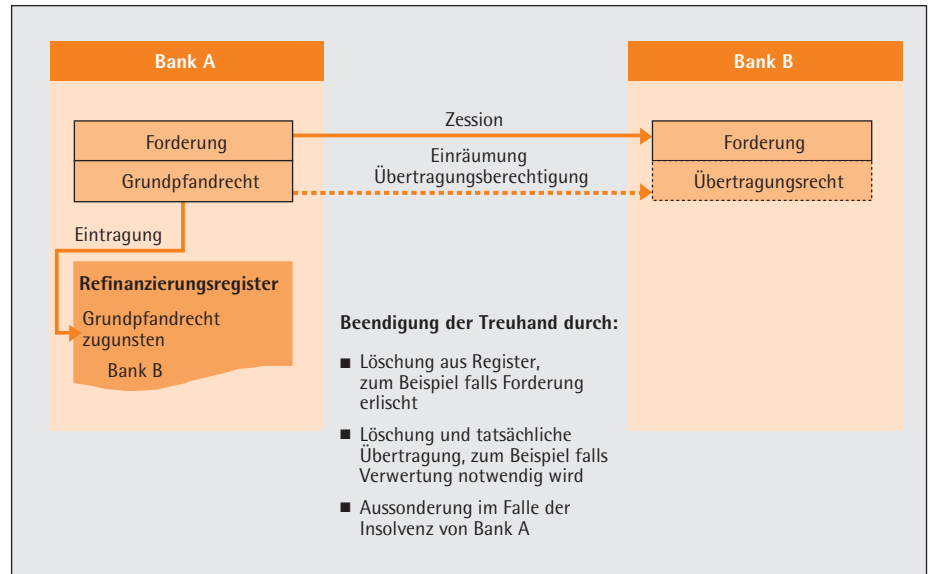 Bank A
Bank B
Forderung
Grundpfandrecht
Zession
Einräumung
Übertragungsberechtigung
Forderung
Übertragungsrecht
Eintragung
Refinanzierungsregister
Grundpfandrecht
zugunsten
Bank B
Beendigung der Treuhand durch:
■ Löschung aus Register,
zum Beispiel falls Forderung
erlischt
■ Löschung und tatsächliche
Übertragung, zum Beispiel falls
Verwertung notwendig wird
■ Aussonderung im Falle der
Insolvenz von Bank A